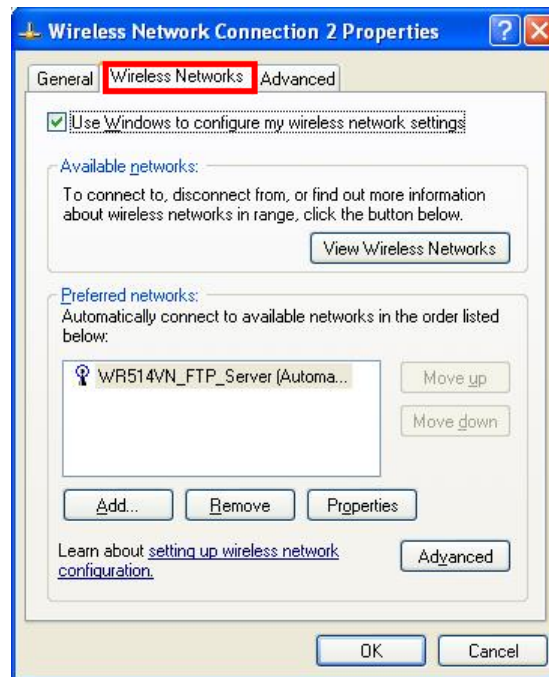 Wireless Network Connection 2 Properties
General Wireless Networks Advanced
Use Windows to configure my wireless network settings
Available networks:
To connect to, disconnect from, or find out more information
about wireless networks in range, click the button below.
View Wireless Networks
Preferred networks:
Automatically connect to available networks in the order listed
below:
WR514VN_FTP_Server (Automa...
Move up
Move down
Add... Remove Properties
Learn about setting up wireless network
configuration.
Advanced
OK Cancel